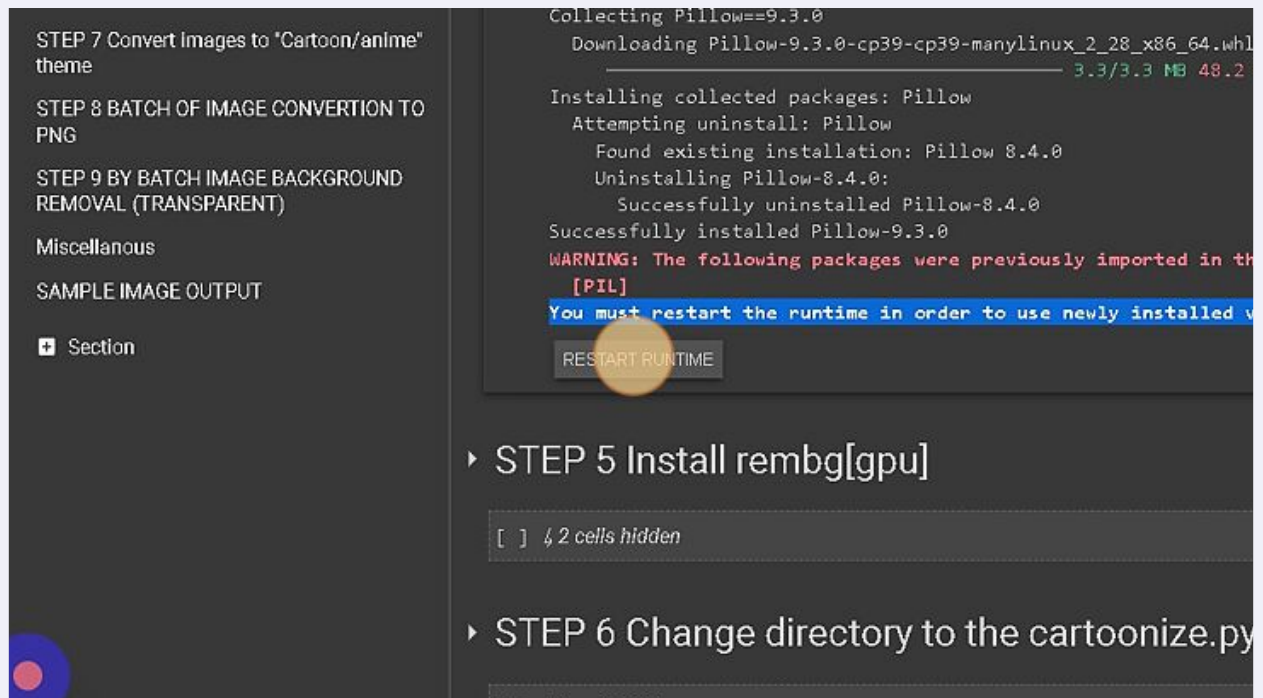 STEP 7 Convert Images to "Cartoon/anime"
theme
STEP 8 BATCH OF IMAGE CONVERTION TO
PNG
STEP 9 BY BATCH IMAGE BACKGROUND
REMOVAL (TRANSPARENT)
Miscellanous
SAMPLE IMAGE OUTPUT
Section
Collecting Pillow==9.3.0
Downloading Pillow-9.3.0-cp39-cp39-manylinux_2_28_x86_64.whl
3.3/3.3 MB 48.2
Installing collected packages: Pillow
Attempting uninstall: Pillow
Found existing installation: Pillow 8.4.0
Uninstalling Pillow-8.4.0:
Successfully uninstalled Pillow-8.4.0
Successfully installed Pillow-9.3.0
WARNING: The following packages were previously imported in th
[PIL]
You must restart the runtime in order to use newly installed v
RESTART RUNTIME
STEP 5 Install rembg[gpu]
[ ] ↳ 2 cells hidden
STEP 6 Change directory to the cartoonize.py